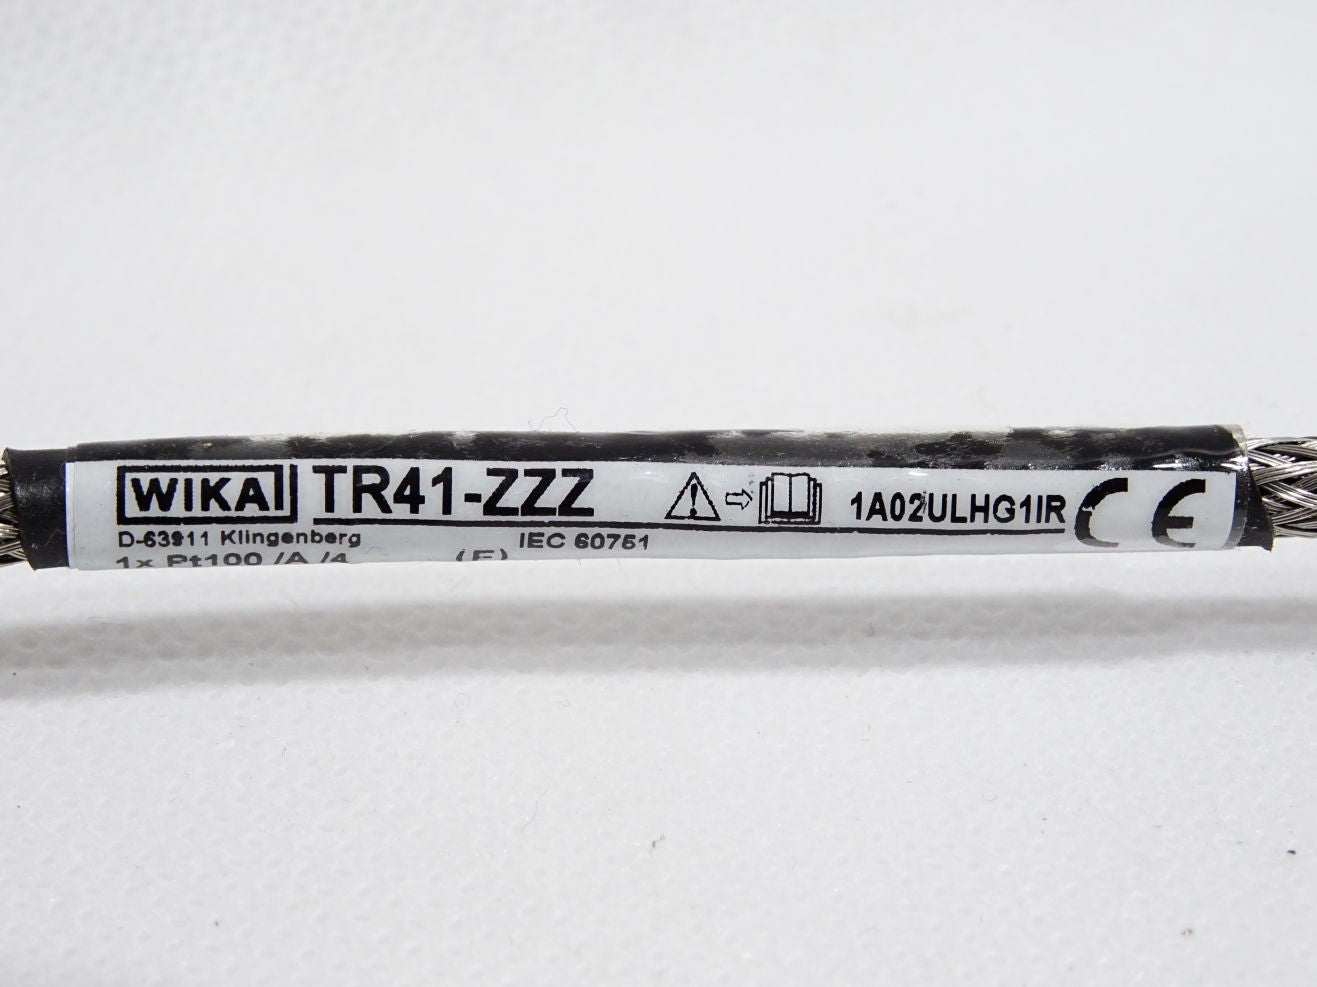 WIKA TR41-ZZZ 1A02ULHG1IR CE
D-63911 Klingenberg IEC 60751
1x Pt100 /A /4 (F)